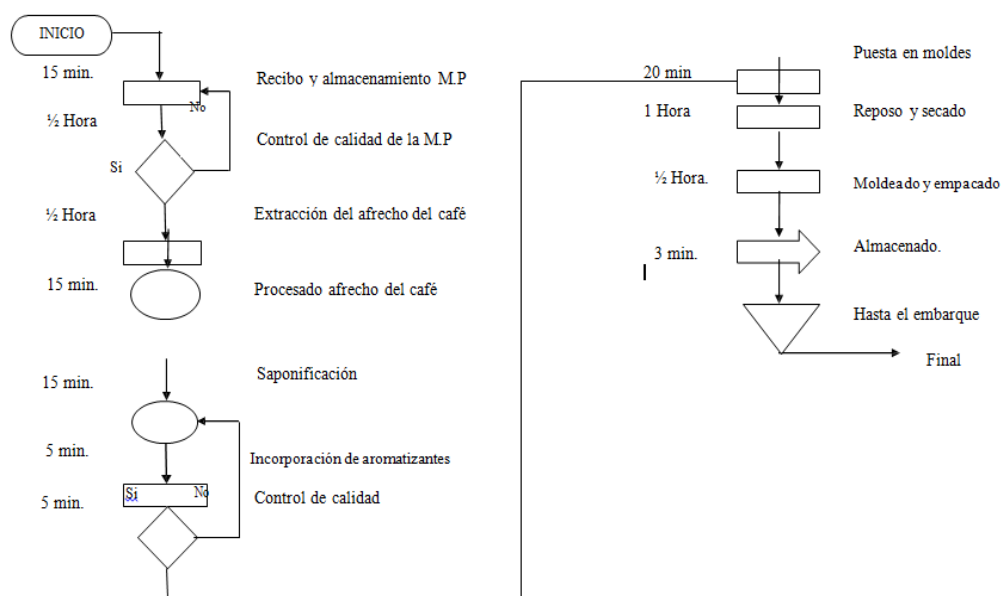 INICIO
15 min.
Recibo y almacenamiento M.P
No
½ Hora
Control de calidad de la M.P
Si
½ Hora
Extracción del afrecho del café
15 min.
Procesado afrecho del café
Saponificación
15 min.
5 min.
Incorporación de aromatizantes
Si
No
5 min.
Control de calidad
Puesta en moldes
20 min
1 Hora
Reposo y secado
½ Hora.
Moldeado y empacado
Almacenado.
3 min.
Hasta el embarque
Final